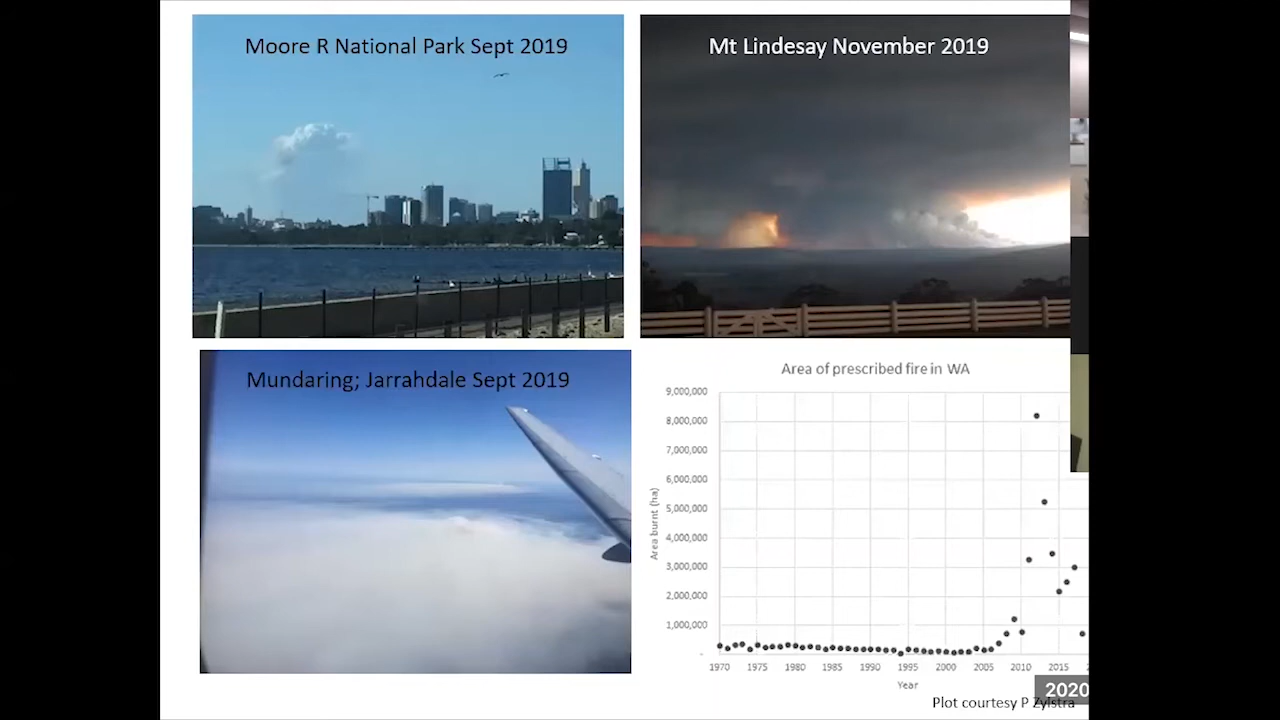 Moore R National Park Sept 2019
Mt Lindesay November 2019
Mundaring; Jarrahdale Sept 2019
Area of prescribed fire in WA
9,000,000
8,000,000
7,000,000
6,000,000
5,000,000
4,000,000
3,000,000
2,000,000
1,000,000
-
Area burnt (ha)
1970 1975 1980 1985 1990 1995 2000 2005 2010 2015
Year
2020
Plot courtesy P Zylstra